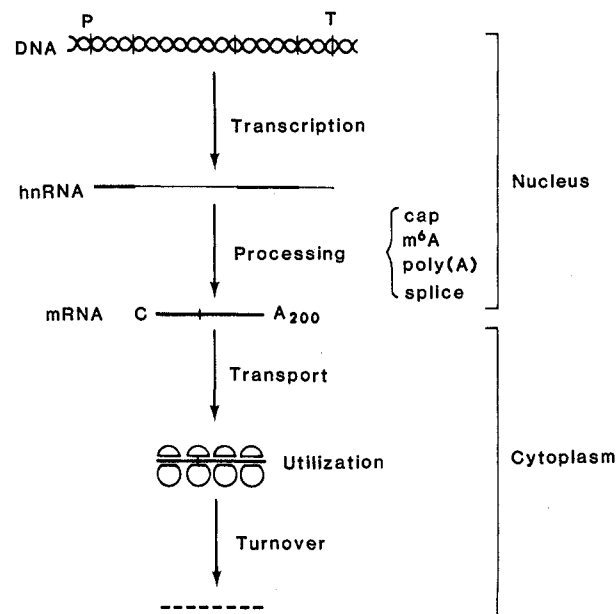 P T
DNA
Transcription
hnRNA
Nucleus
Processing
cap
m⁶A
poly(A)
splice
mRNA C A₂₀₀
Transport
Utilization
Cytoplasm
Turnover